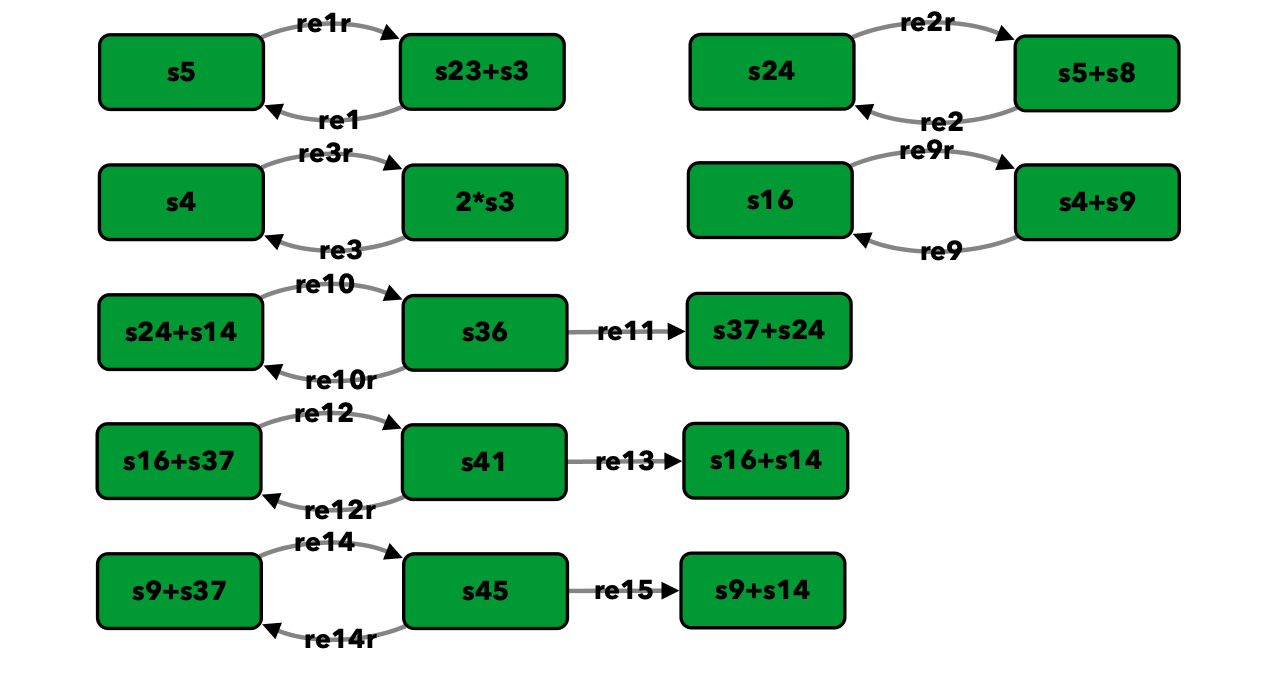 re1r
re2r
s5
s23+s3
s24
s5+s8
re1
re2
re3r
re9r
s4
2*s3
s16
s4+s9
re3
re9
re10
s24+s14
s36
re11
s37+s24
re10r
re12
s16+s37
s41
re13
s16+s14
re12r
re14
s9+s37
s45
re15
s9+s14
re14r